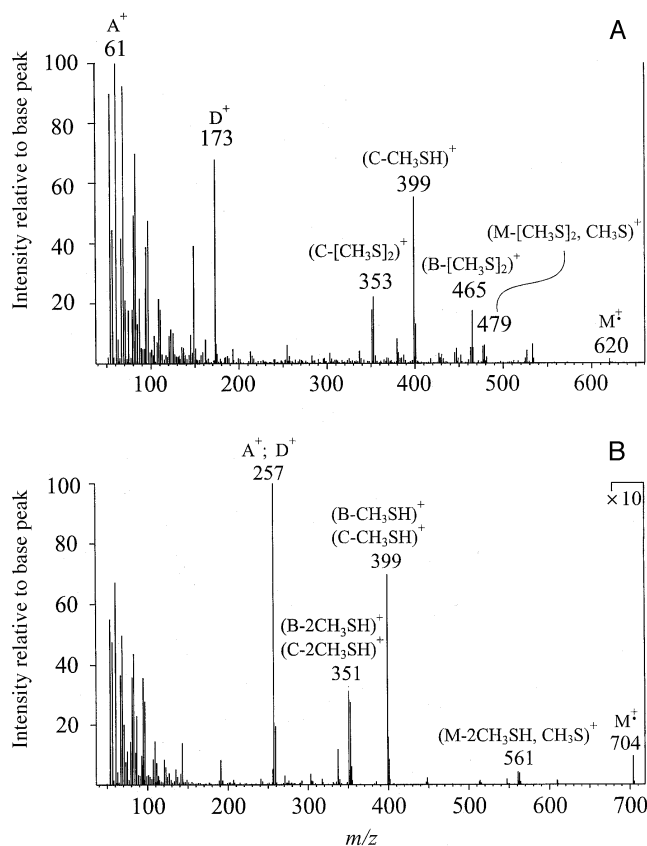 A
A+
61
D+
173
(C-CH3SH)+
399
(C-[CH3S]2)+
353
(B-[CH3S]2)+
465
(M-[CH3S]2, CH3S)+
479
M+•
620
Intensity relative to base peak
100
80
60
40
20
100 200 300 400 500 600
B
A+; D+
257
(B-CH3SH)+
(C-CH3SH)+
399
(B-2CH3SH)+
(C-2CH3SH)+
351
(M-2CH3SH, CH3S)+
561
×10
M+•
704
Intensity relative to base peak
100
80
60
40
20
100 200 300 400 500 600 700
m/z